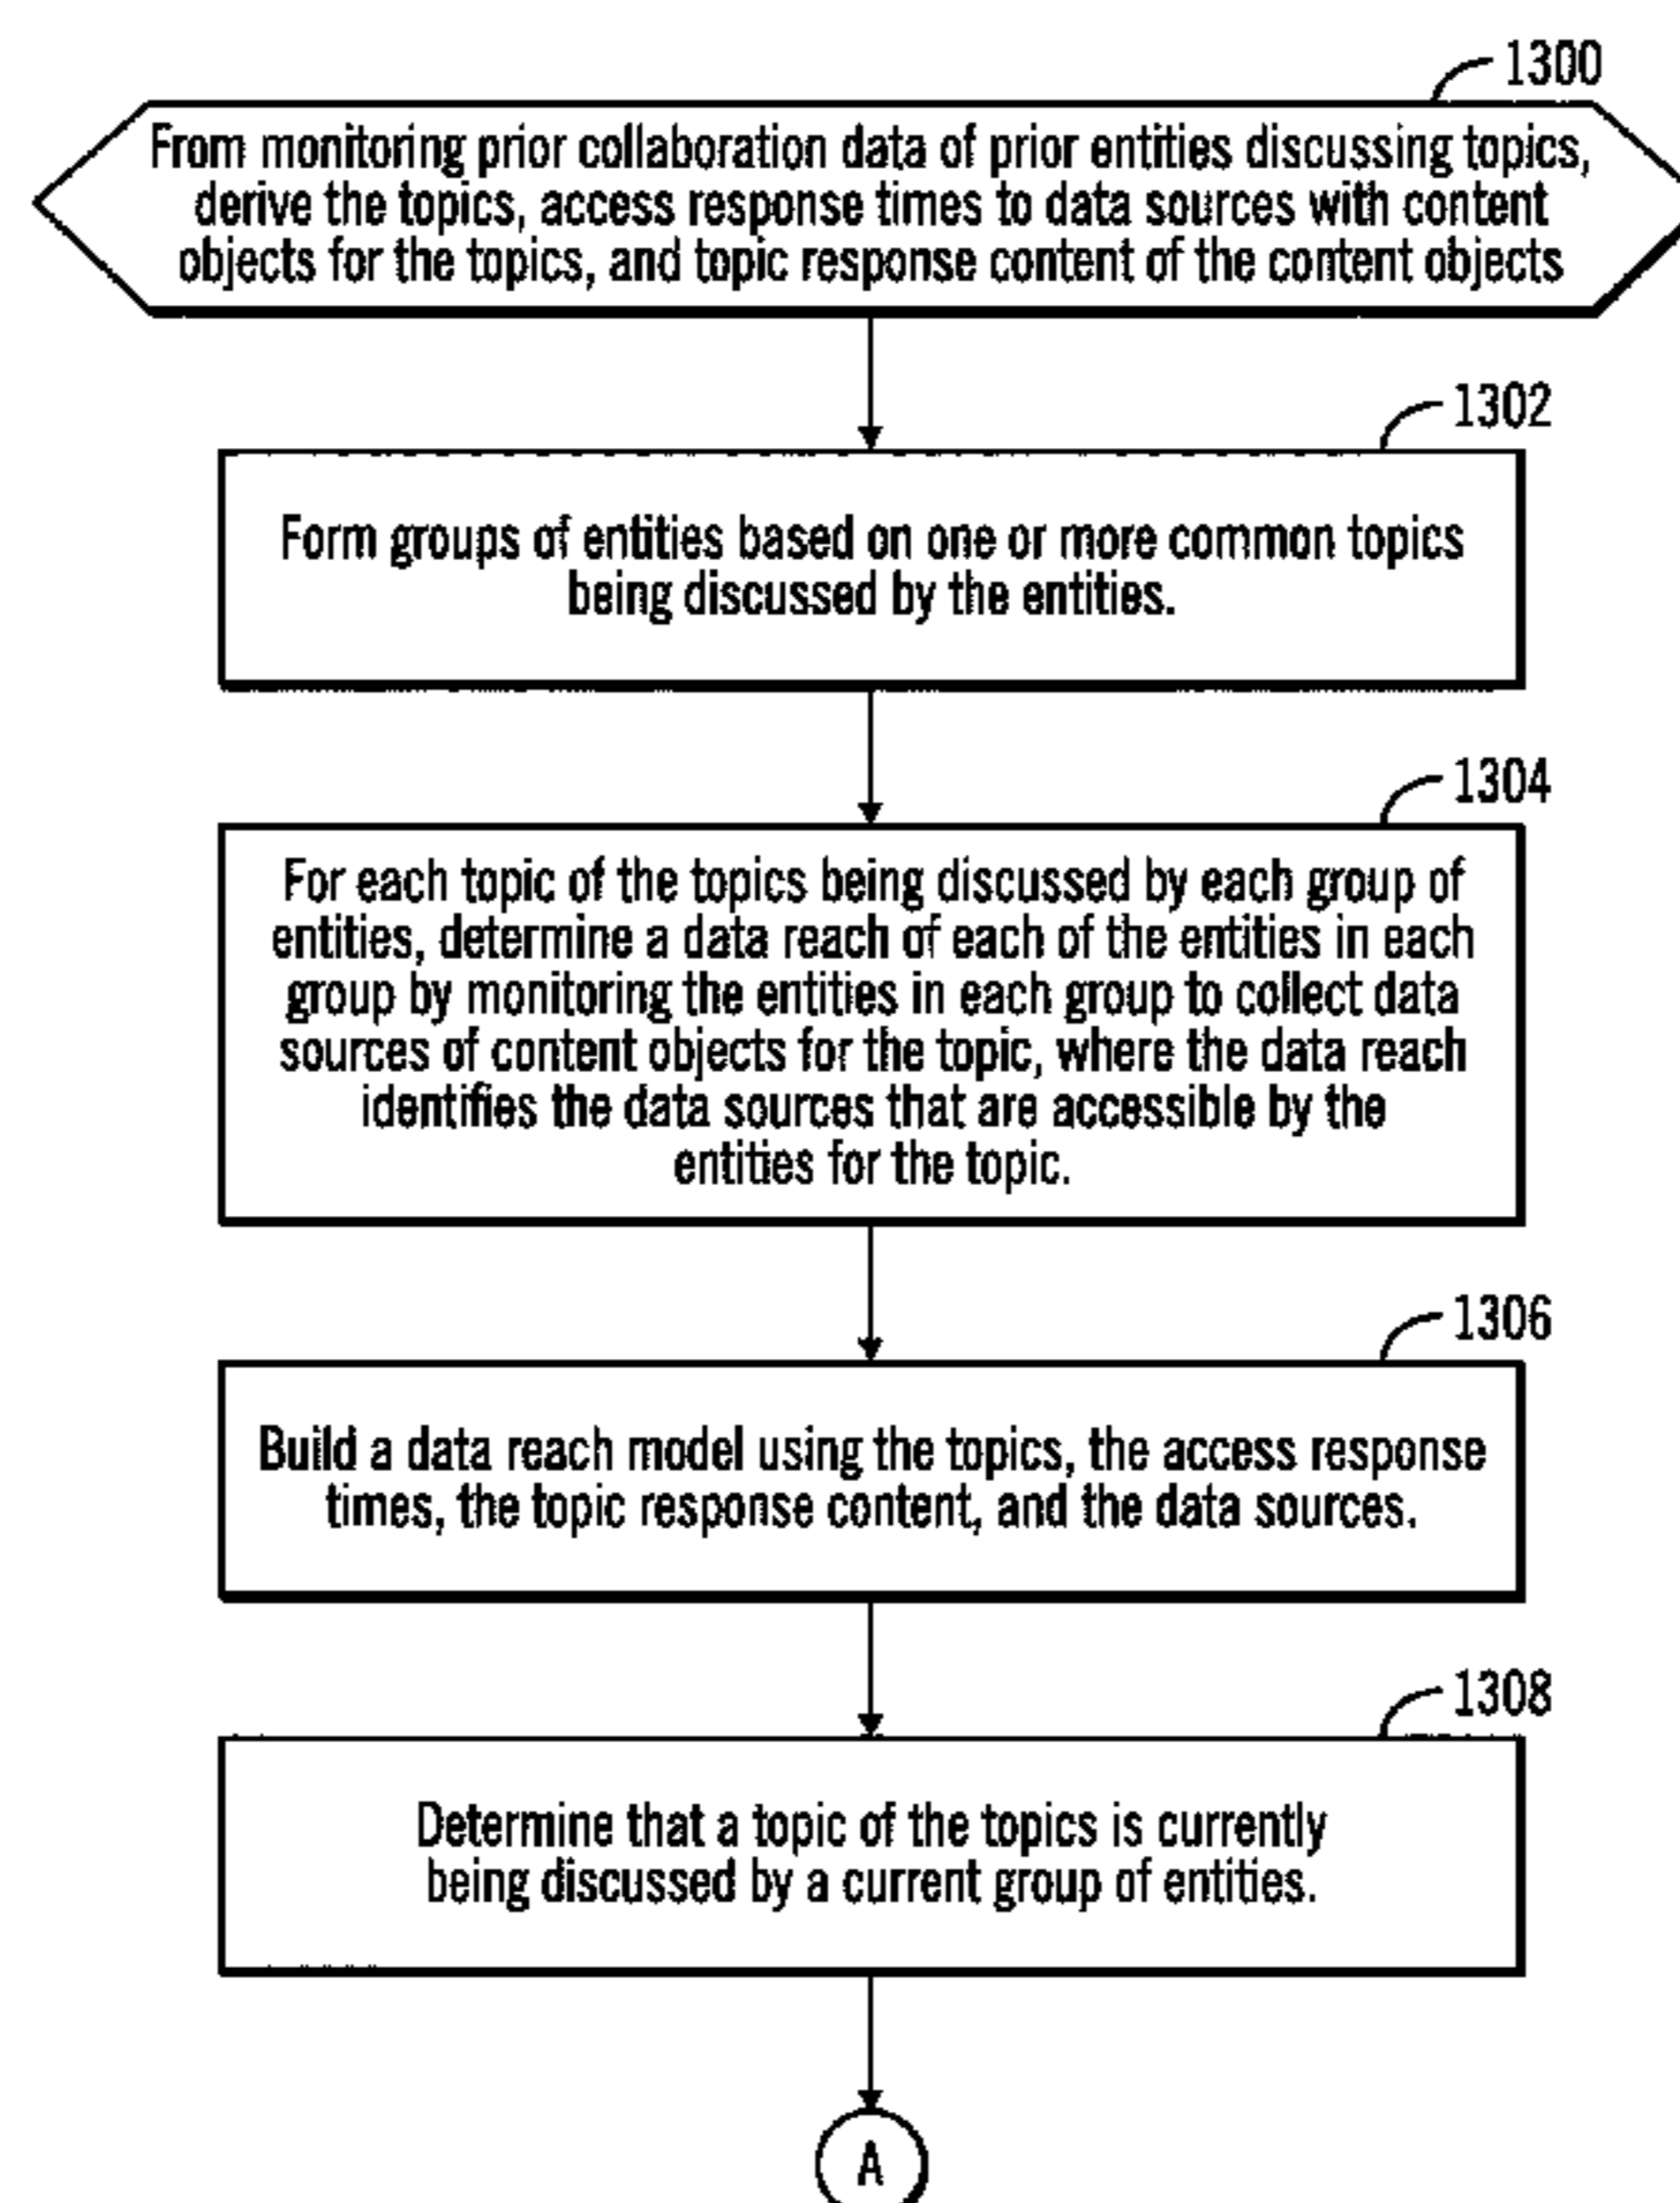 1300
From monitoring prior collaboration data of prior entities discussing topics,
derive the topics, access response times to data sources with content
objects for the topics, and topic response content of the content objects
1302
Form groups of entities based on one or more common topics
being discussed by the entities.
1304
For each topic of the topics being discussed by each group of
entities, determine a data reach of each of the entities in each
group by monitoring the entities in each group to collect data
sources of content objects for the topic, where the data reach
identifies the data sources that are accessible by the
entities for the topic.
1306
Build a data reach model using the topics, the access response
times, the topic response content, and the data sources.
1308
Determine that a topic of the topics is currently
being discussed by a current group of entities.
A